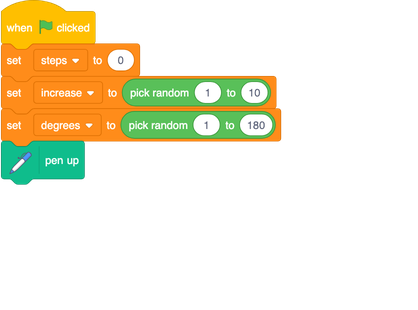 when clicked
set steps to 0
set increase to pick random 1 to 10
set degrees to pick random 1 to 180
pen up